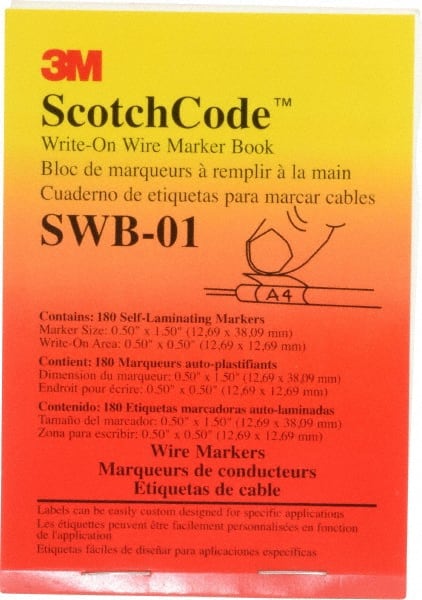 3M
ScotchCode™
Write-On Wire Marker Book
Bloc de marqueurs à remplir à la main
Cuaderno de etiquetas para marcar cables
SWB-01
A4
Contains: 180 Self-Laminating Markers
Marker Size: 0.50" x 1.50" (12,69 x 38,09 mm)
Write-On Area: 0.50" x 0.50" (12,69 x 12,69 mm)
Contient: 180 Marqueurs auto-plastifiants
Dimension du marqueur: 0.50" x 1.50" (12,69 x 38,09 mm)
Endroit pour écrire: 0.50" x 0.50" (12,69 x 12,69 mm)
Contenido: 180 Etiquetas marcadoras auto-laminadas
Tamaño del marcador: 0.50" x 1.50" (12,69 x 38,09 mm)
Zona para escribir: 0.50" x 0.50" (12,69 x 12,69 mm)
Wire Markers
Marqueurs de conducteurs
Étiquetas de cable
Labels can be easily custom designed for specific applications
Les étiquettes peuvent être facilement personnalisées en fonction
de l'application
Etiquetas fáciles de diseñar para aplicaciones específicas